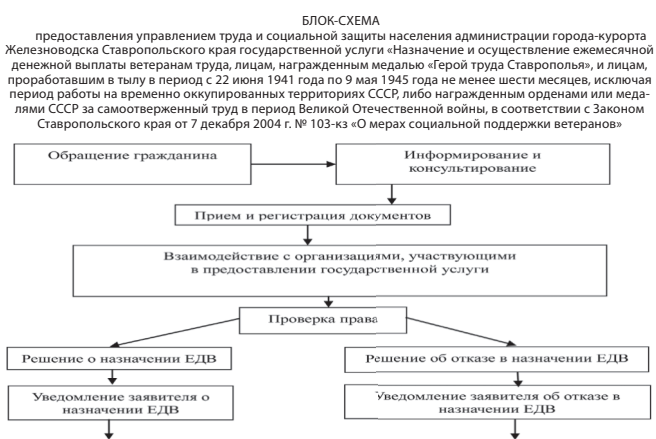 БЛОК-СХЕМА
предоставления управлением труда и социальной защиты населения администрации города-курорта
Железноводска Ставропольского края государственной услуги «Назначение и осуществление ежемесячной
денежной выплаты ветеранам труда, лицам, награжденным медалью «Герой труда Ставрополья», и лицам,
проработавшим в тылу в период с 22 июня 1941 года по 9 мая 1945 года не менее шести месяцев, исключая
период работы на временно оккупированных территориях СССР, либо награжденным орденами или меда-
лями СССР за самоотверженный труд в период Великой Отечественной войны, в соответствии с Законом
Ставропольского края от 7 декабря 2004 г. № 103-кз «О мерах социальной поддержки ветеранов»
Обращение гражданина
Информирование и
консультирование
Прием и регистрация документов
Взаимодействие с организациями, участвующими
в предоставлении государственной услуги
Проверка права
Решение о назначении ЕДВ
Решение об отказе в назначении ЕДВ
Уведомление заявителя о
назначении ЕДВ
Уведомление заявителя об отказе в
назначении ЕДВ